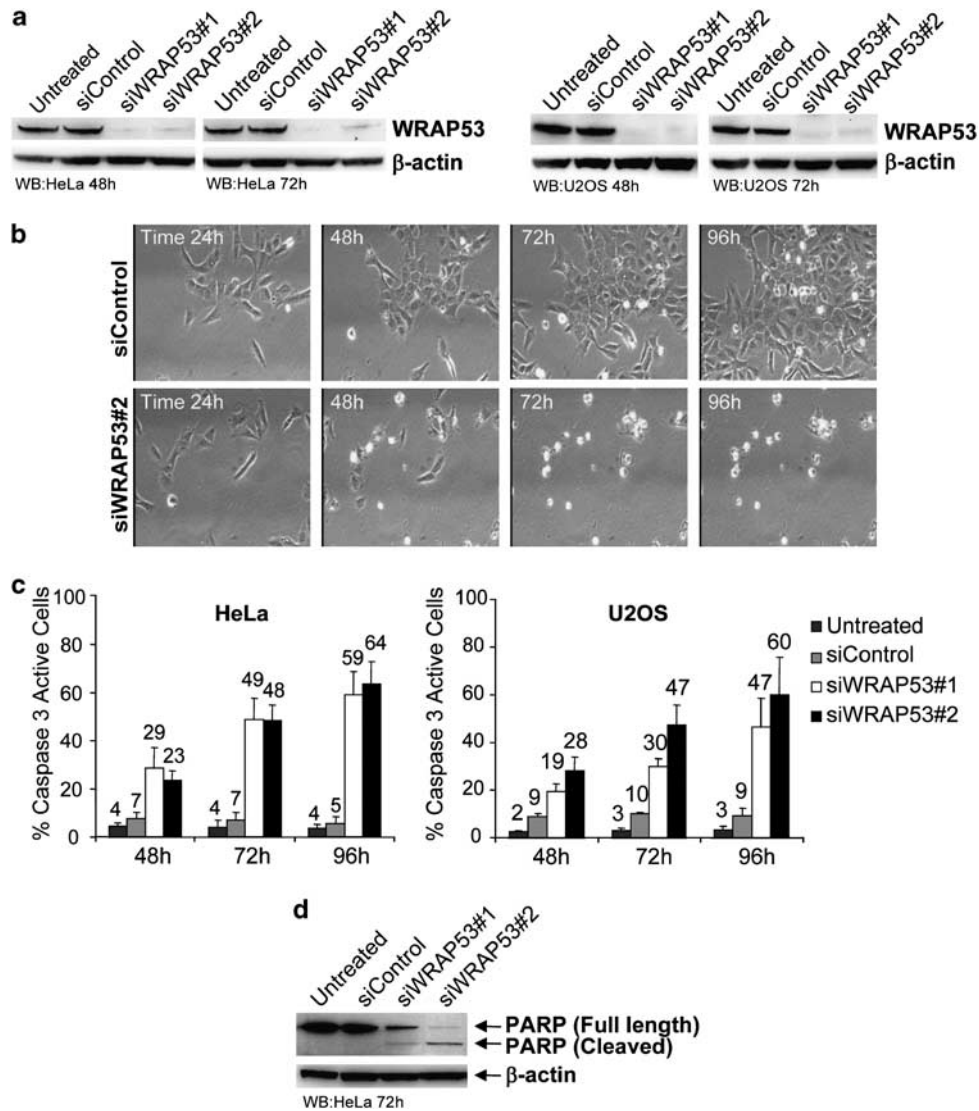 a
Untreated
siControl
siWRAP53#1
siWRAP53#2
Untreated
siControl
siWRAP53#1
siWRAP53#2
WRAP53
β-actin
WB:HeLa 48h
WB:HeLa 72h
Untreated
siControl
siWRAP53#1
siWRAP53#2
Untreated
siControl
siWRAP53#1
siWRAP53#2
WRAP53
β-actin
WB:U2OS 48h
WB:U2OS 72h
b
siControl
Time 24h
48h
72h
96h
siWRAP53#2
Time 24h
48h
72h
96h
c
HeLa
% Caspase 3 Active Cells
100
80
60
40
20
0
4 7 29 23
4 7 49 48
4 5 59 64
48h 72h 96h
U2OS
% Caspase 3 Active Cells
100
80
60
40
20
0
2 9 19 28
3 10 30 47
3 9 47 60
48h 72h 96h
Untreated
siControl
siWRAP53#1
siWRAP53#2
d
Untreated
siControl
siWRAP53#1
siWRAP53#2
PARP (Full length)
PARP (Cleaved)
β-actin
WB:HeLa 72h